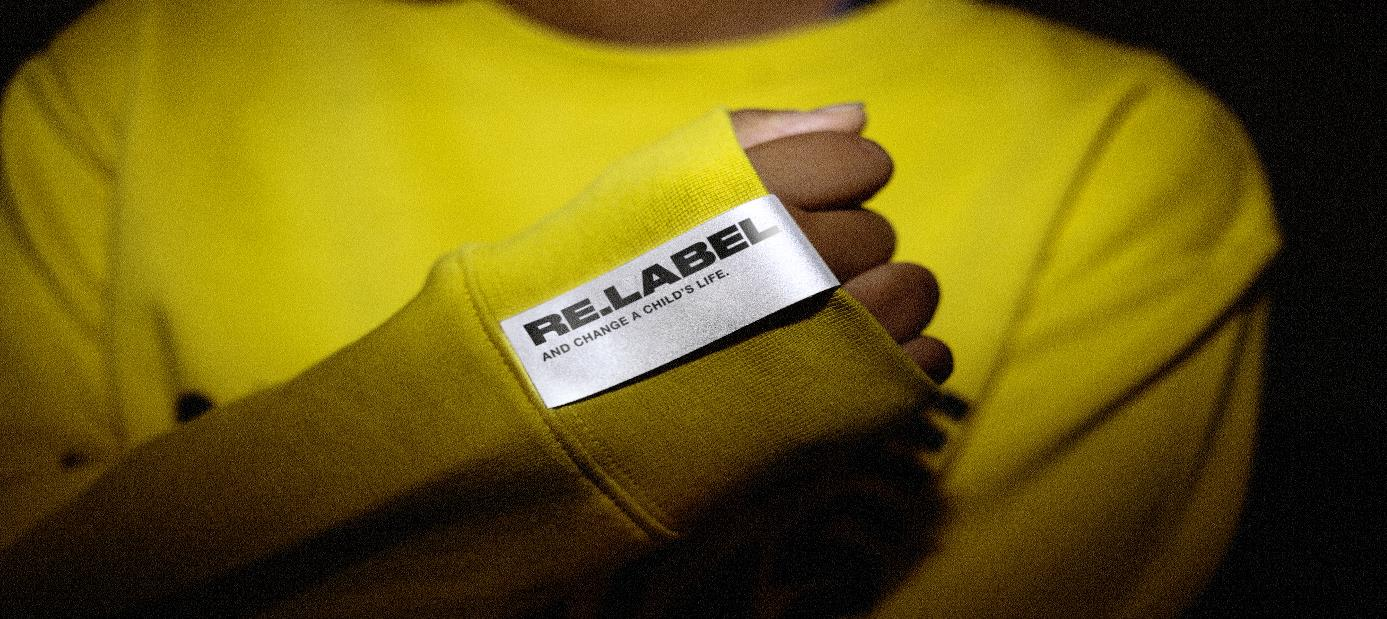 RE.LABEL
AND CHANGE A CHILD'S LIFE.